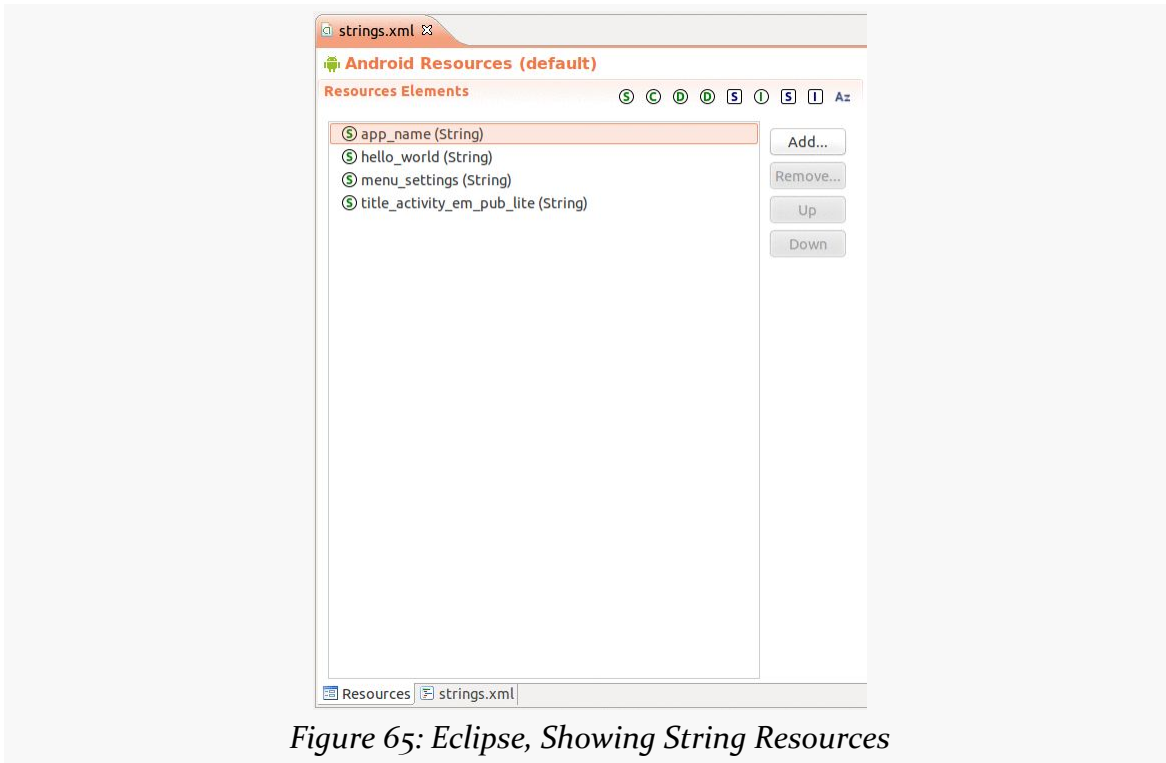 strings.xml
Android Resources (default)
Resources Elements
S C D D S I S I Az
S app_name (String)
S hello_world (String)
S menu_settings (String)
S title_activity_em_pub_lite (String)
Add...
Remove...
Up
Down
Resources strings.xml
Figure 65: Eclipse, Showing String Resources